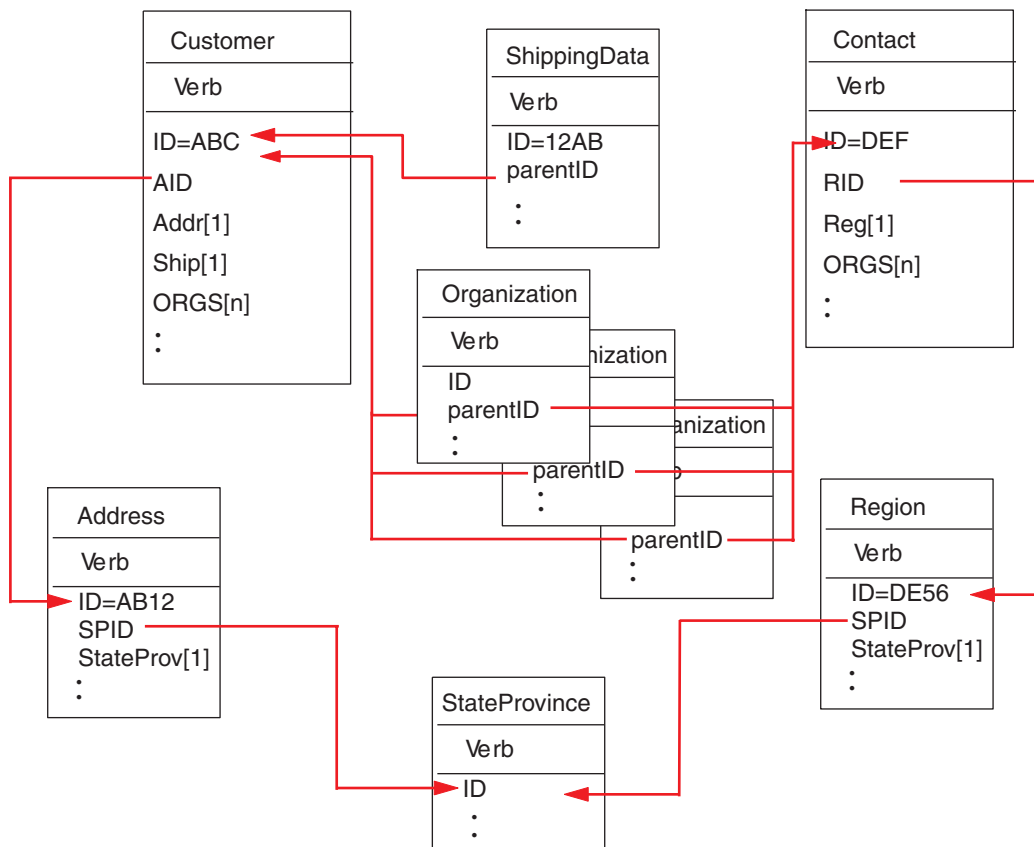 Customer
Verb
ID=ABC
AID
Addr[1]
Ship[1]
ORGS[n]
:
ShippingData
Verb
ID=12AB
parentID
:
Contact
Verb
ID=DEF
RID
Reg[1]
ORGS[n]
:
Organization
Verb
ID
parentID
:
nization
parentID
:
anization
parentID
:
Address
Verb
ID=AB12
SPID
StateProv[1]
:
StateProvince
Verb
ID
:
Region
Verb
ID=DE56
SPID
StateProv[1]
: